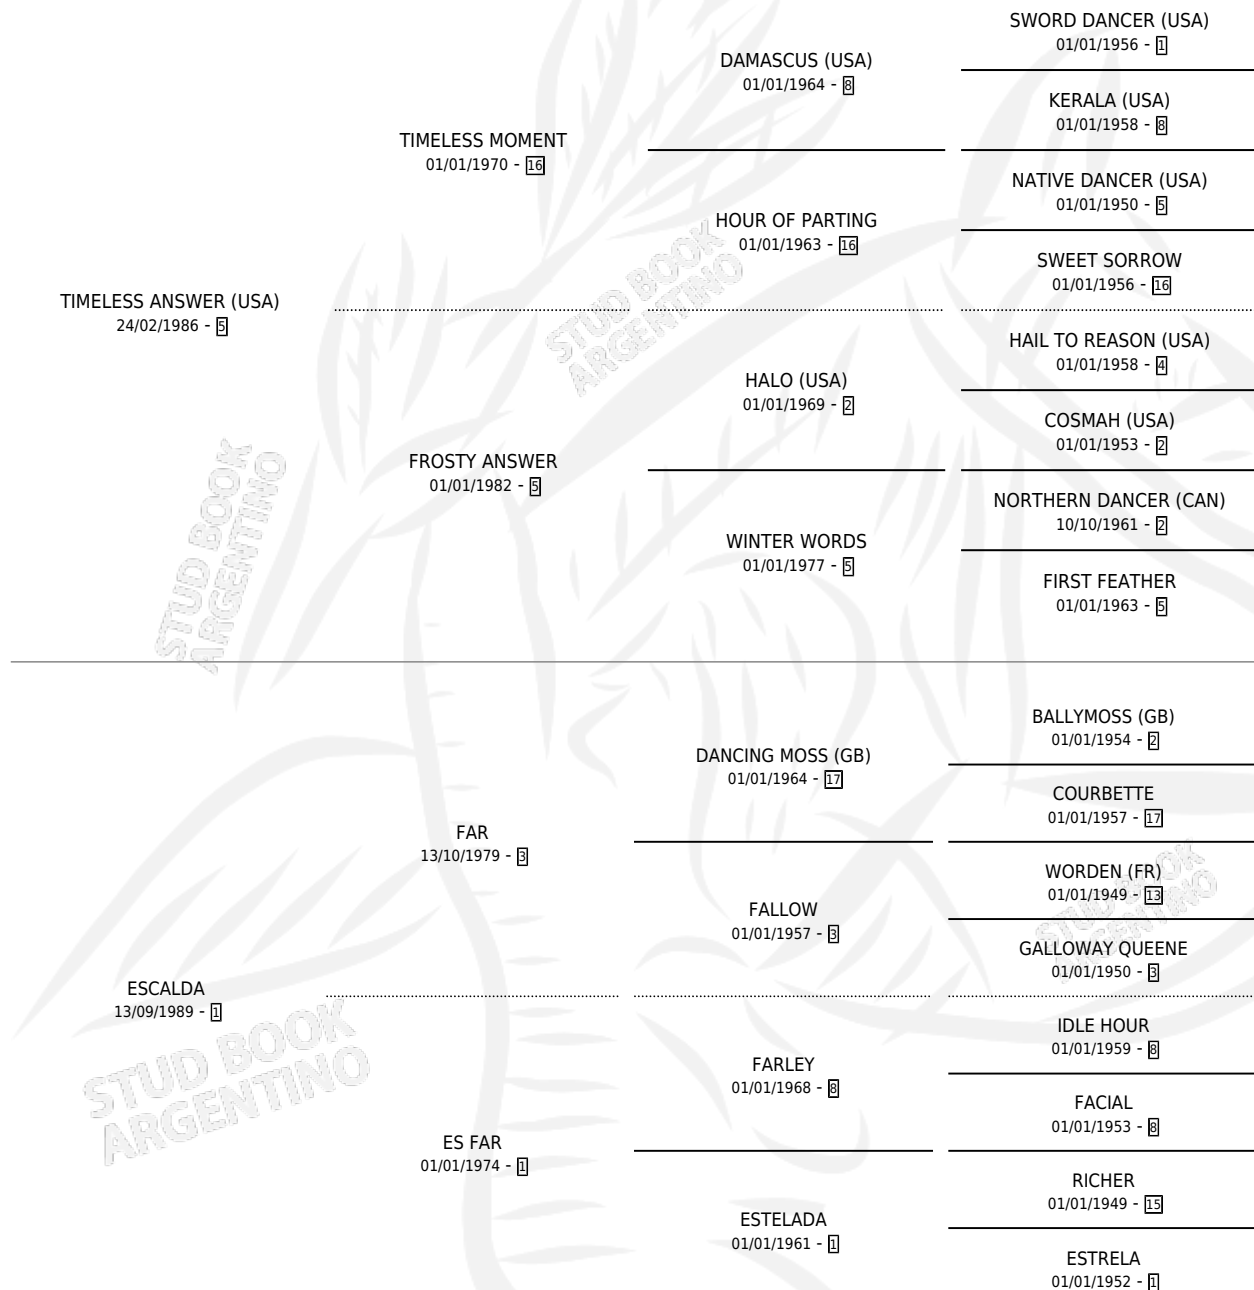 SWORD DANCER (USA)
01/01/1956 - 1
DAMASCUS (USA)
01/01/1964 - 8
KERALA (USA)
01/01/1958 - 8
TIMELESS MOMENT
01/01/1970 - 16
NATIVE DANCER (USA)
01/01/1950 - 5
HOUR OF PARTING
01/01/1963 - 16
SWEET SORROW
01/01/1956 - 16
TIMELESS ANSWER (USA)
24/02/1986 - 5
STUD BOOK
ARGENTINO
HAIL TO REASON (USA)
01/01/1958 - 4
HALO (USA)
01/01/1969 - 2
COSMAH (USA)
01/01/1953 - 2
FROSTY ANSWER
01/01/1982 - 5
NORTHERN DANCER (CAN)
10/10/1961 - 2
WINTER WORDS
01/01/1977 - 5
FIRST FEATHER
01/01/1963 - 5
STUD BOOK
ARGENTINO
BALLYMOSS (GB)
01/01/1954 - 2
DANCING MOSS (GB)
01/01/1964 - 17
COURBETTE
01/01/1957 - 17
FAR
13/10/1979 - 3
WORDEN (FR)
01/01/1949 - 13
FALLOW
01/01/1957 - 3
STUD BOOK
ARGENTINO
GALLOWAY QUEENE
01/01/1950 - 3
ESCALDA
13/09/1989 - 1
STUD BOOK
ARGENTINO
IDLE HOUR
01/01/1959 - 8
FARLEY
01/01/1968 - 8
FACIAL
01/01/1953 - 8
ES FAR
01/01/1974 - 1
RICHER
01/01/1949 - 15
ESTELADA
01/01/1961 - 1
ESTRELA
01/01/1952 - 1